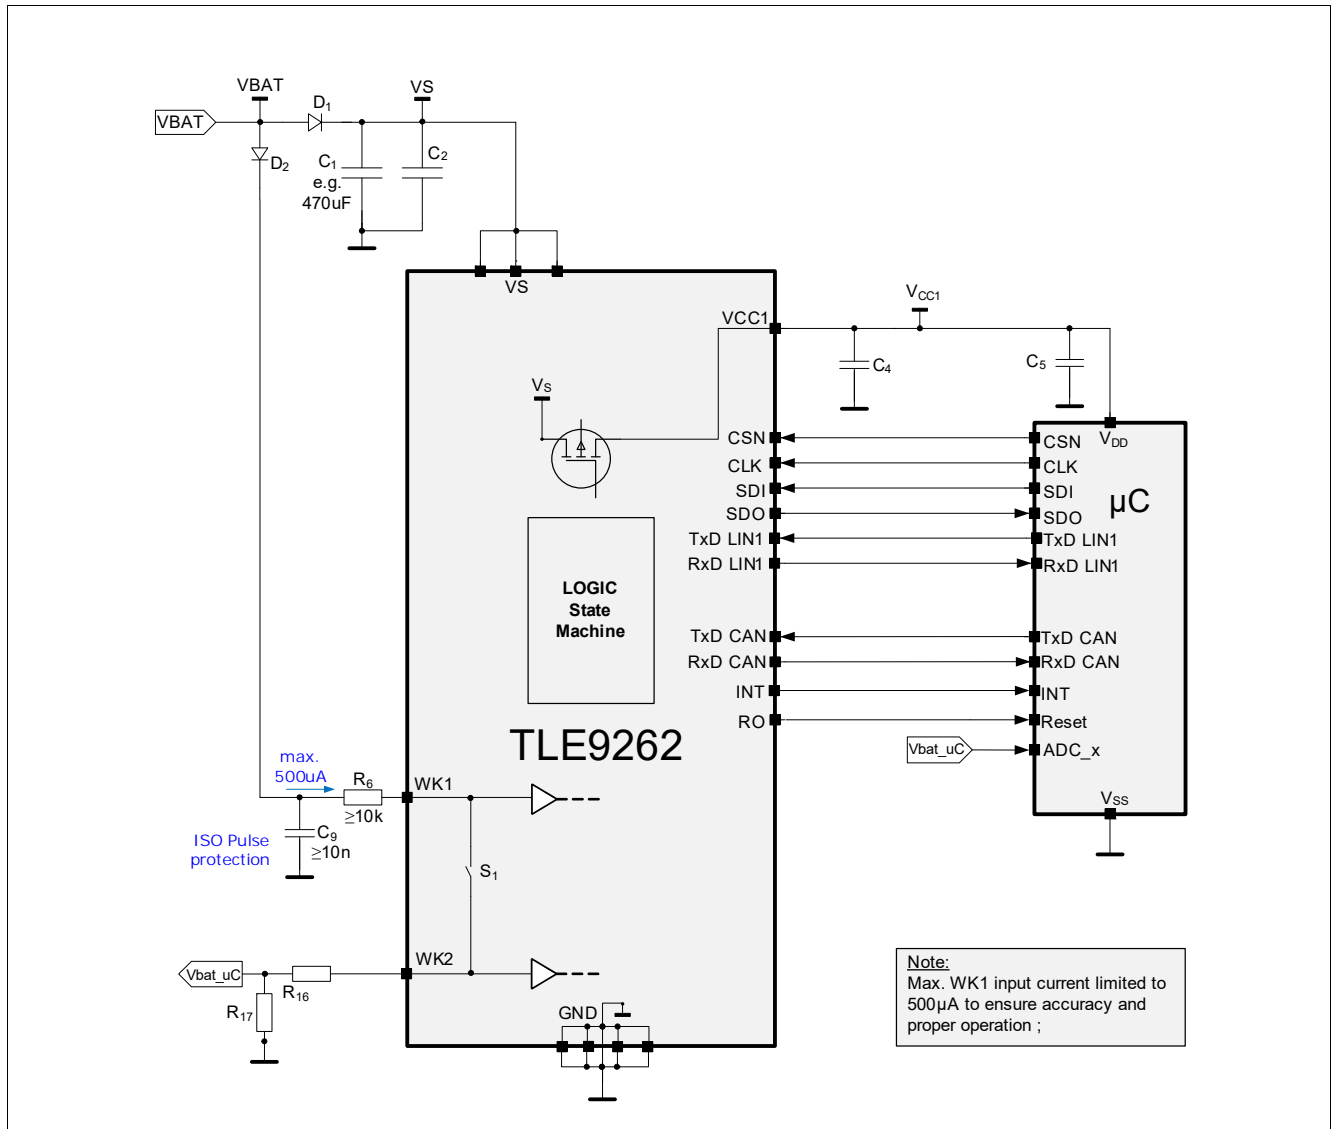 VBAT
VS
VBAT
D1
D2
C1
e.g.
470uF
C2
VS
VCC1
VCC1
C4
C5
VS
VDD
CSN
CSN
CLK
CLK
SDI
SDI
µC
SDO
SDO
TxD LIN1
TxD LIN1
RxD LIN1
RxD LIN1
LOGIC
State
Machine
TxD CAN
TxD CAN
RxD CAN
RxD CAN
INT
INT
RO
Reset
TLE9262
Vbat_uC
ADC_x
max.
500uA
R6
≥10k
WK1
VSS
ISO Pulse
protection
C9
≥10n
S1
WK2
Vbat_uC
R16
R17
GND
Note:
Max. WK1 input current limited to
500µA to ensure accuracy and
proper operation ;